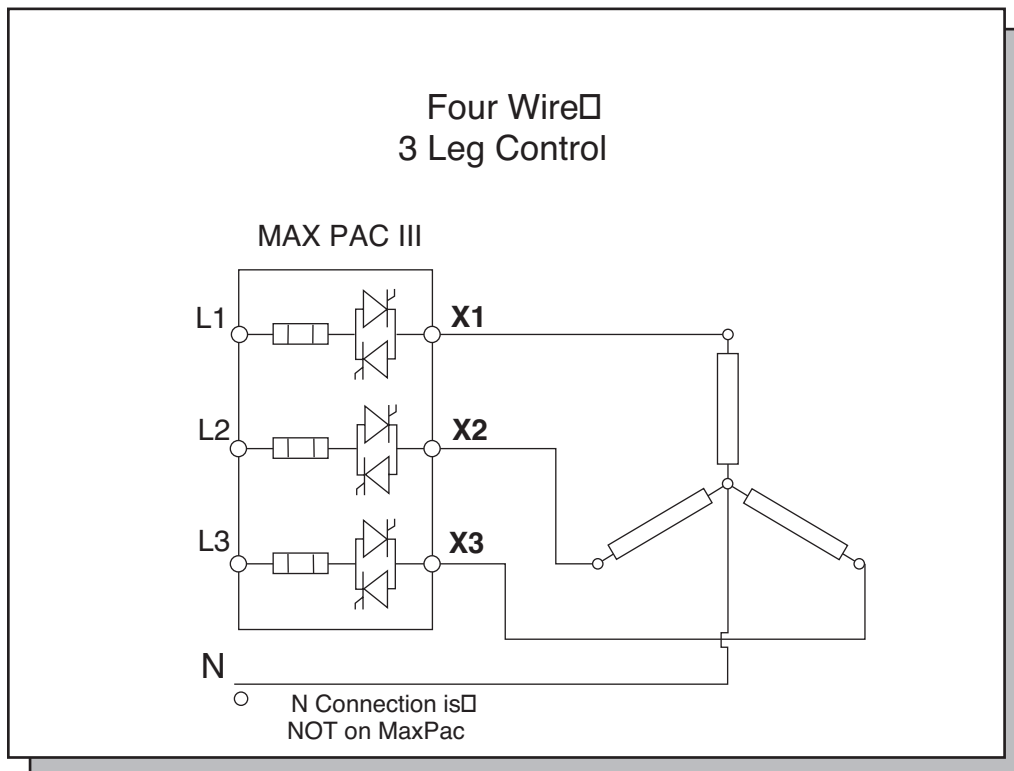 Four Wire□
3 Leg Control
MAX PAC III
L1
X1
L2
X2
L3
X3
N
N Connection is□
NOT on MaxPac